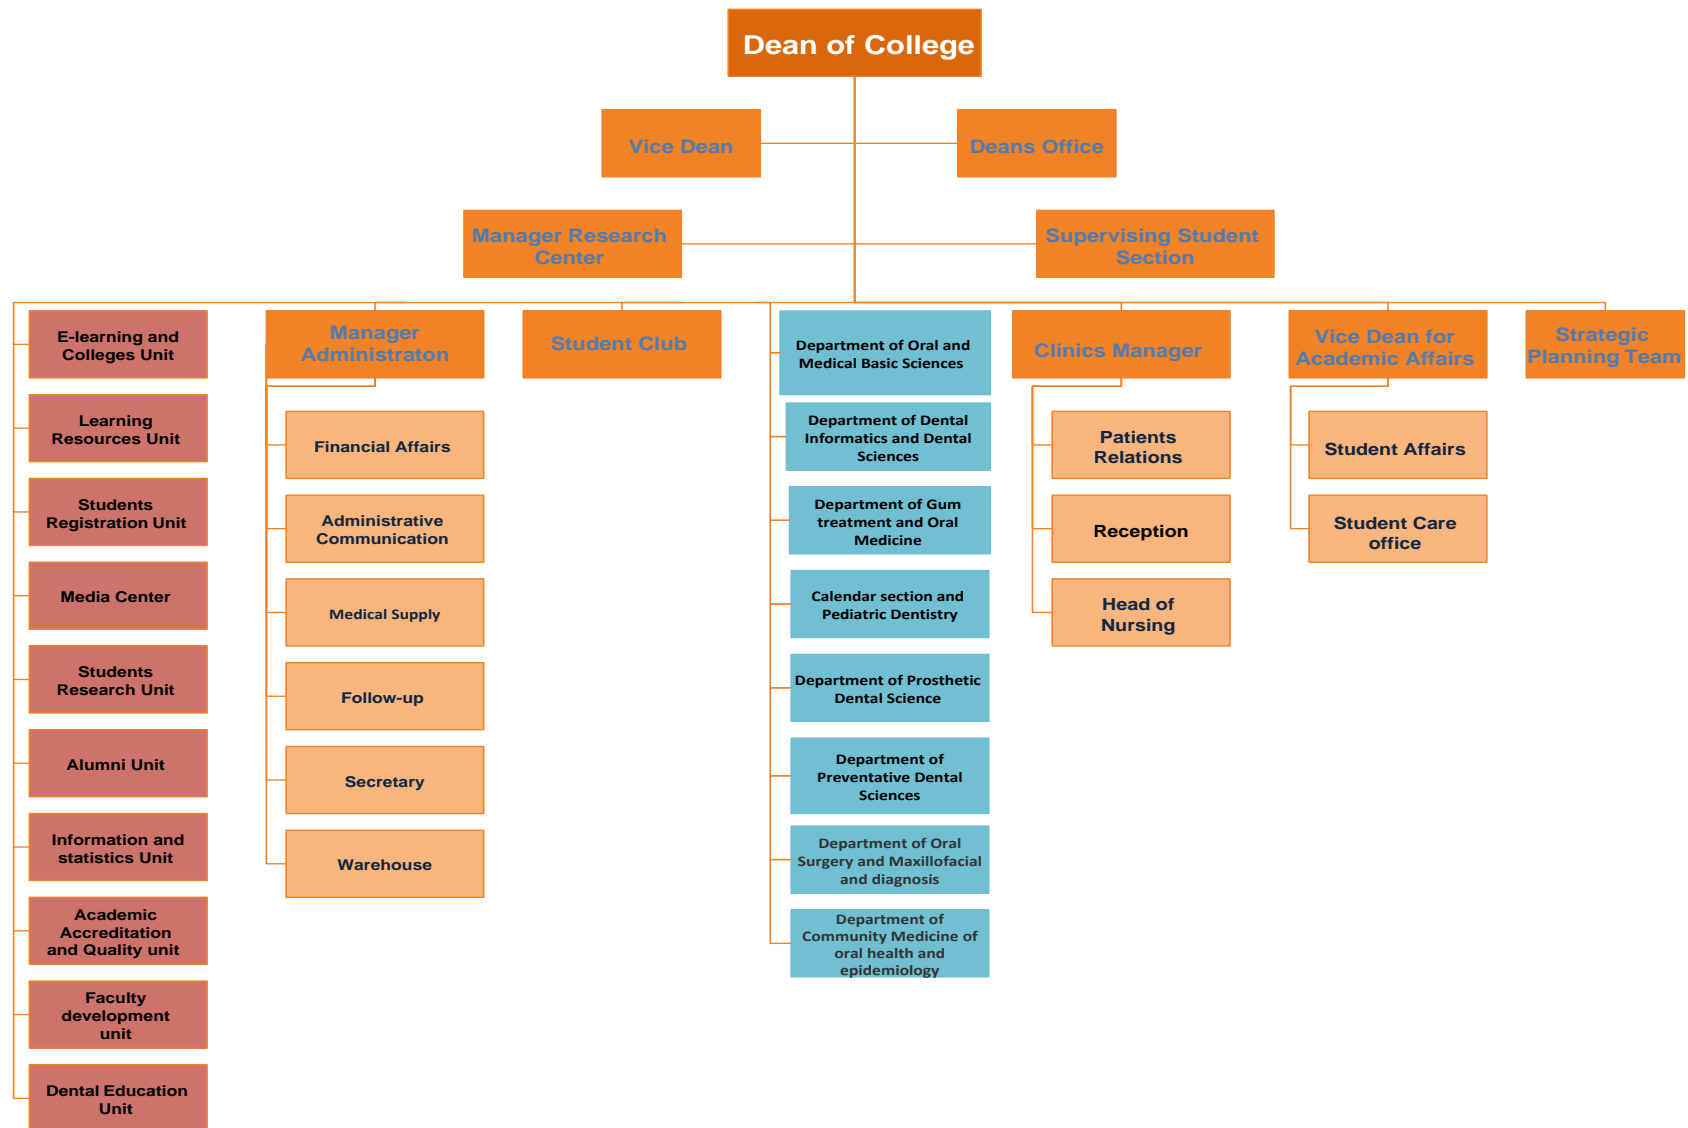 Dean of College
Vice Dean
Deans Office
Manager Research
Center
Supervising Student
Section
E-learning and
Colleges Unit
Learning
Resources Unit
Students
Registration Unit
Media Center
Students
Research Unit
Alumni Unit
Information and
statistics Unit
Academic
Accreditation
and Quality unit
Faculty
development
unit
Dental Education
Unit
Manager
Administraton
Financial Affairs
Administrative
Communication
Medical Supply
Follow-up
Secretary
Warehouse
Student Club
Department of Oral and
Medical Basic Sciences
Department of Dental
Informatics and Dental
Sciences
Department of Gum
treatment and Oral
Medicine
Calendar section and
Pediatric Dentistry
Department of Prosthetic
Dental Science
Department of
Preventative Dental
Sciences
Department of Oral
Surgery and Maxillofacial
and diagnosis
Department of
Community Medicine of
oral health and
epidemiology
Clinics Manager
Patients
Relations
Reception
Head of
Nursing
Vice Dean for
Academic Affairs
Student Affairs
Student Care
office
Strategic
Planning Team